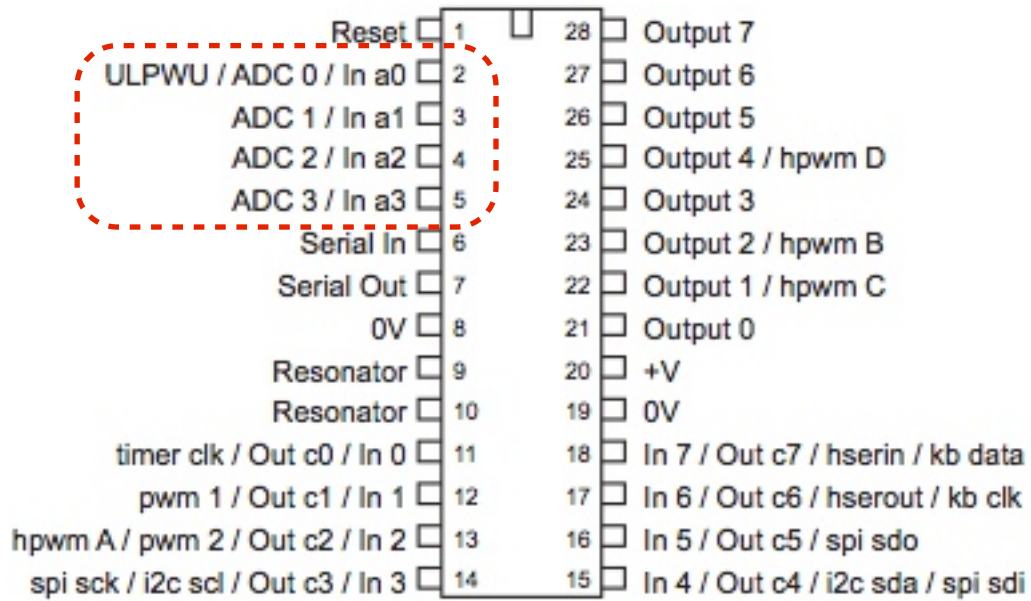 Reset 1 28 Output 7
ULPWU / ADC 0 / In a0 2 27 Output 6
ADC 1 / In a1 3 26 Output 5
ADC 2 / In a2 4 25 Output 4 / hpwm D
ADC 3 / In a3 5 24 Output 3
Serial In 6 23 Output 2 / hpwm B
Serial Out 7 22 Output 1 / hpwm C
0V 8 21 Output 0
Resonator 9 20 +V
Resonator 10 19 0V
timer clk / Out c0 / In 0 11 18 In 7 / Out c7 / hserin / kb data
pwm 1 / Out c1 / In 1 12 17 In 6 / Out c6 / hserout / kb clk
hpwm A / pwm 2 / Out c2 / In 2 13 16 In 5 / Out c5 / spi sdo
spi sck / i2c scl / Out c3 / In 3 14 15 In 4 / Out c4 / i2c sda / spi sdi